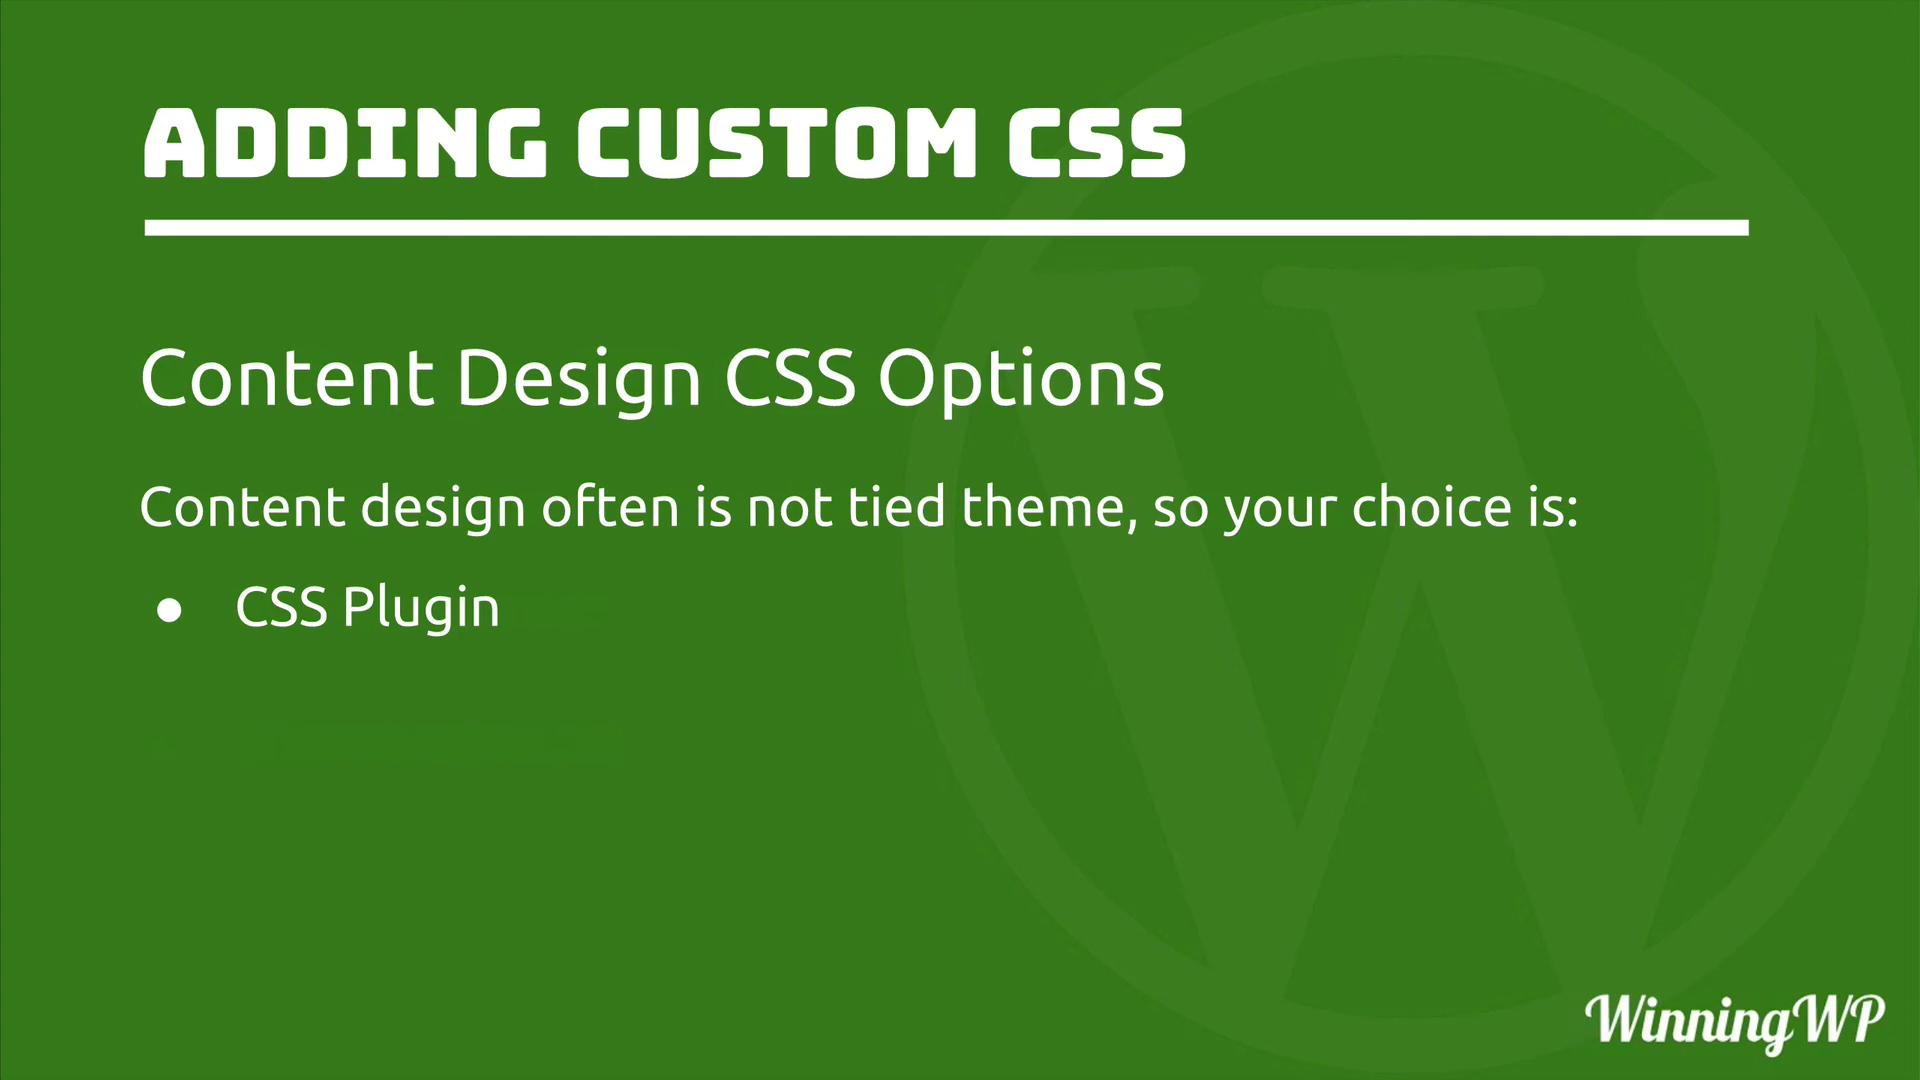 ADDING CUSTOM CSS
Content Design CSS Options
Content design often is not tied theme, so your choice is:
● CSS Plugin
WinningWP